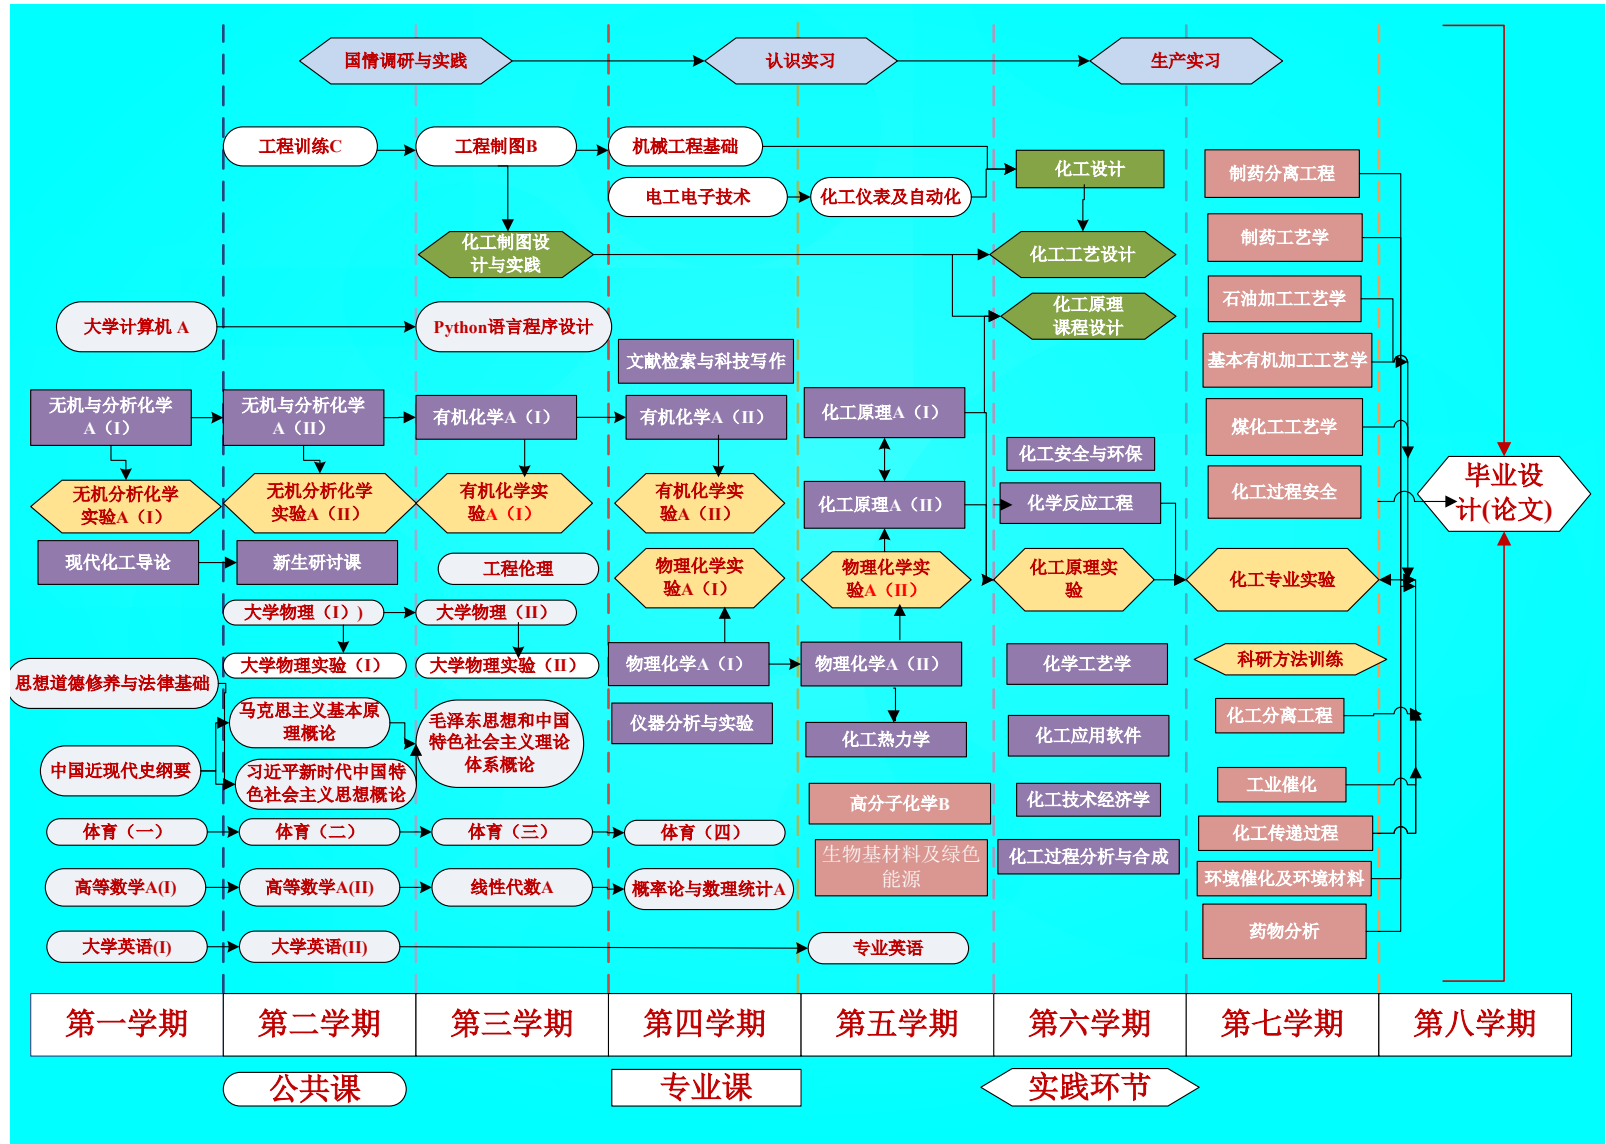 国情调研与实践
认识实习
生产实习
工程训练C
工程制图B
机械工程基础
化工设计
制药分离工程
电工电子技术
化工仪表及自动化
化工制图设
计与实践
化工工艺设计
制药工艺学
化工原理
课程设计
石油加工工艺学
大学计算机 A
Python语言程序设计
文献检索与科技写作
基本有机加工工艺学
无机与分析化学
A（I）
无机与分析化学
A（II）
有机化学A（I）
有机化学A（II）
化工原理A（I）
煤化工工艺学
化工安全与环保
无机分析化学
实验A（I）
无机分析化学
实验A（II）
有机化学实
验A（I）
有机化学实
验A（II）
化工原理A（II）
化学反应工程
化工过程安全
毕业设
计(论文)
现代化工导论
新生研讨课
工程伦理
物理化学实
验A（I）
物理化学实
验A（II）
化工原理实
验
化工专业实验
大学物理（I））
大学物理（II）
大学物理实验（I）
大学物理实验（II）
物理化学A（I）
物理化学A（II）
化学工艺学
科研方法训练
思想道德修养与法律基础
马克思主义基本原
理概论
毛泽东思想和中国
特色社会主义理论
体系概论
仪器分析与实验
化工热力学
化工应用软件
化工分离工程
中国近现代史纲要
习近平新时代中国特
色社会主义思想概论
高分子化学B
化工技术经济学
工业催化
体育（一）
体育（二）
体育（三）
体育（四）
生物基材料及绿色
能源
化工过程分析与合成
化工传递过程
高等数学A(I)
高等数学A(II)
线性代数A
概率论与数理统计A
环境催化及环境材料
药物分析
大学英语(I)
大学英语(II)
专业英语
第一学期
第二学期
第三学期
第四学期
第五学期
第六学期
第七学期
第八学期
公共课
专业课
实践环节